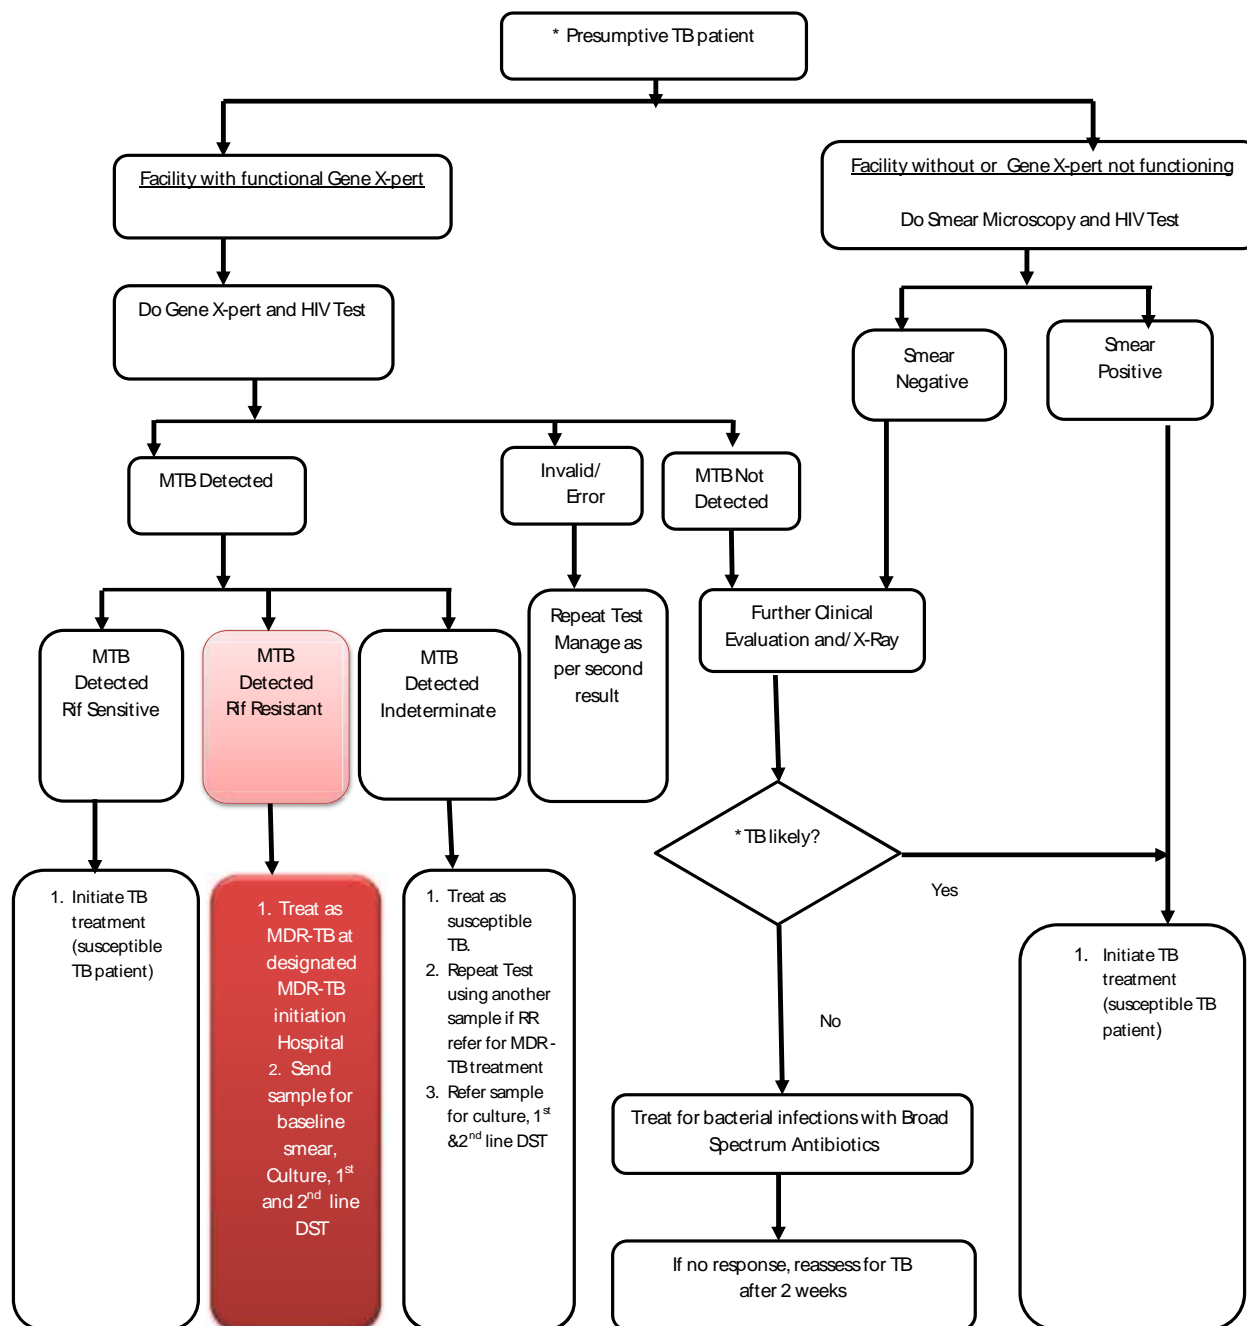 * Presumptive TB patient
Facility with functional Gene X-pert
Facility without or Gene X-pert not functioning
Do Smear Microscopy and HIV Test
Do Gene X-pert and HIV Test
Smear
Negative
Smear
Positive
MTB Detected
Invalid/
Error
MTB Not
Detected
MTB
Detected
Rif Sensitive
MTB
Detected
Rif Resistant
MTB
Detected
Indeterminate
Repeat Test
Manage as
per second
result
Further Clinical
Evaluation and/ X-Ray
* TB likely?
Yes
No
1. Initiate TB
treatment
(susceptible
TB patient)
1. Treat as
MDR-TB at
designated
MDR-TB
initiation
Hospital
2. Send
sample for
baseline
smear,
Culture, 1st
and 2nd line
DST
1. Treat as
susceptible
TB.
2. Repeat Test
using another
sample if RR
refer for MDR-
TB treatment
3. Refer sample
for culture, 1st
&2nd line DST
Treat for bacterial infections with Broad
Spectrum Antibiotics
If no response, reassess for TB
after 2 weeks
1. Initiate TB
treatment
(susceptible TB
patient)